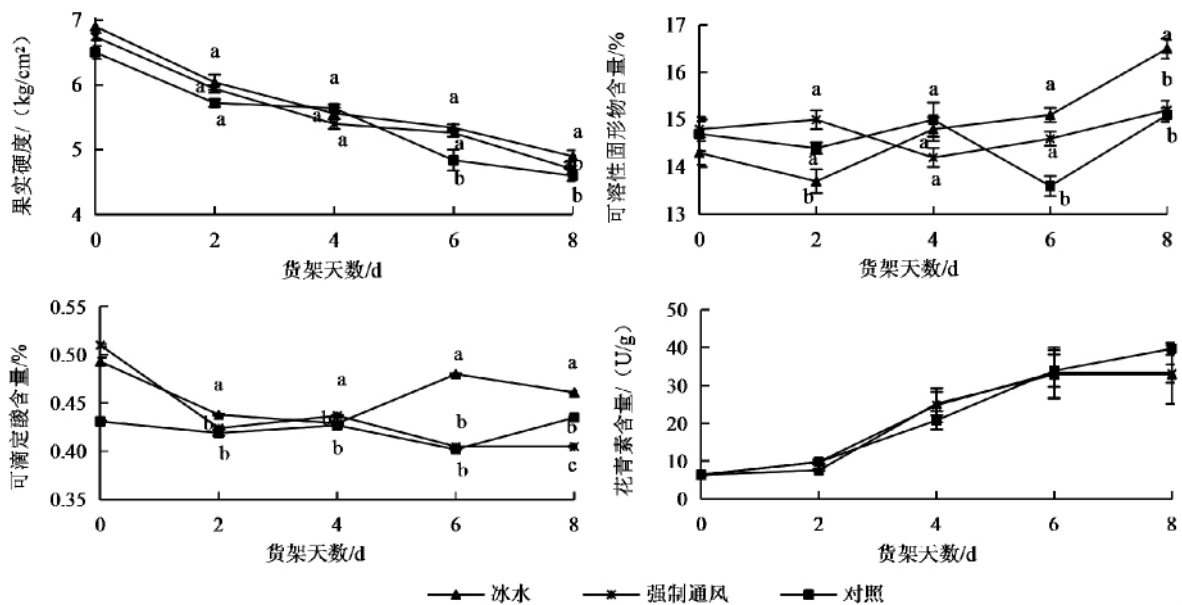 果实硬度/（kg/cm²）
7
6
5
4
a
a
a
a
a
a
a
a
b
a
ab
b
0 2 4 6 8
货架天数/d
可溶性固形物含量/%
17
16
15
14
13
a
a
b
a
a
a
a
a
b
a
b
b
0 2 4 6 8
货架天数/d
可滴定酸含量/%
0.55
0.50
0.45
0.40
0.35
a
b
b
a
b
b
a
b
b
a
b
c
0 2 4 6 8
货架天数/d
花青素含量/（U/g）
50
40
30
20
10
0
0 2 4 6 8
货架天数/d
冰水 强制通风 对照